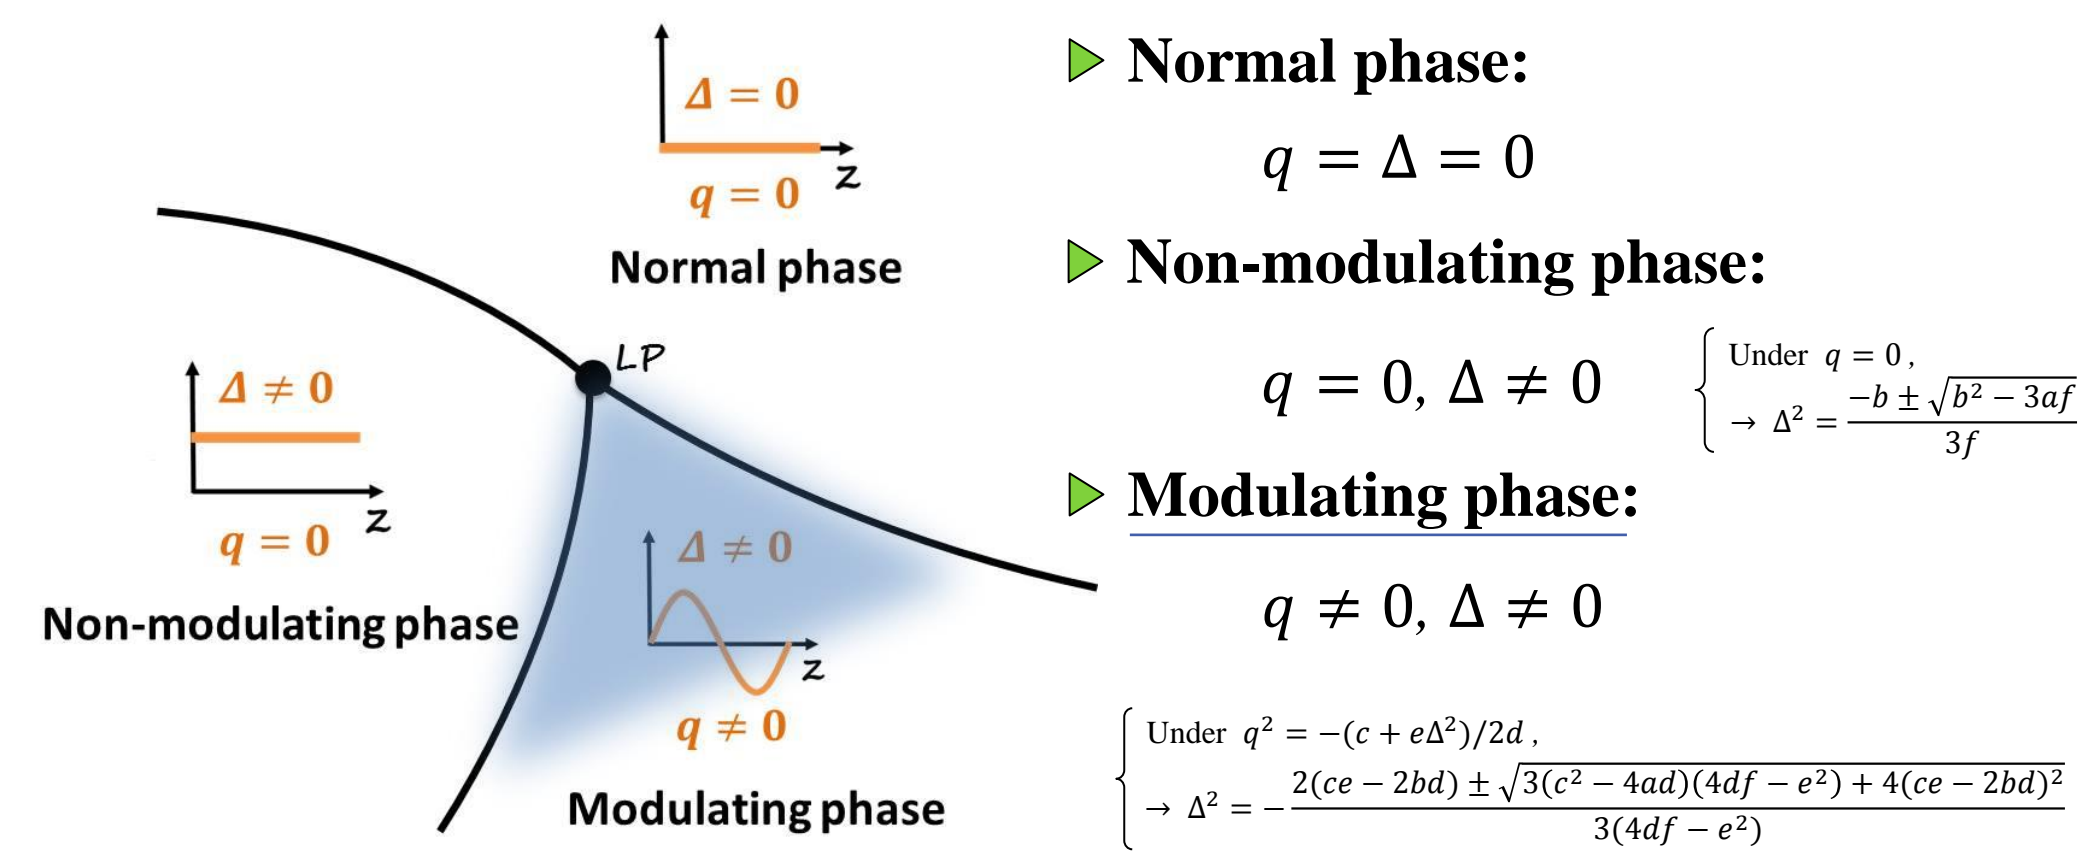 Δ = 0
z
q = 0
Normal phase
LP
Δ ≠ 0
z
q = 0
Non-modulating phase
Δ ≠ 0
z
q ≠ 0
Modulating phase
Normal phase:
q = Δ = 0
Non-modulating phase:
q = 0, Δ ≠ 0
Under q = 0 ,
→ Δ² = (−b ± √(b² − 3af)) / 3f
Modulating phase:
q ≠ 0, Δ ≠ 0
Under q² = −(c + eΔ²)/2d ,
→ Δ² = − (2(ce − 2bd) ± √(3(c² − 4ad)(4df − e²) + 4(ce − 2bd)²)) / 3(4df − e²)